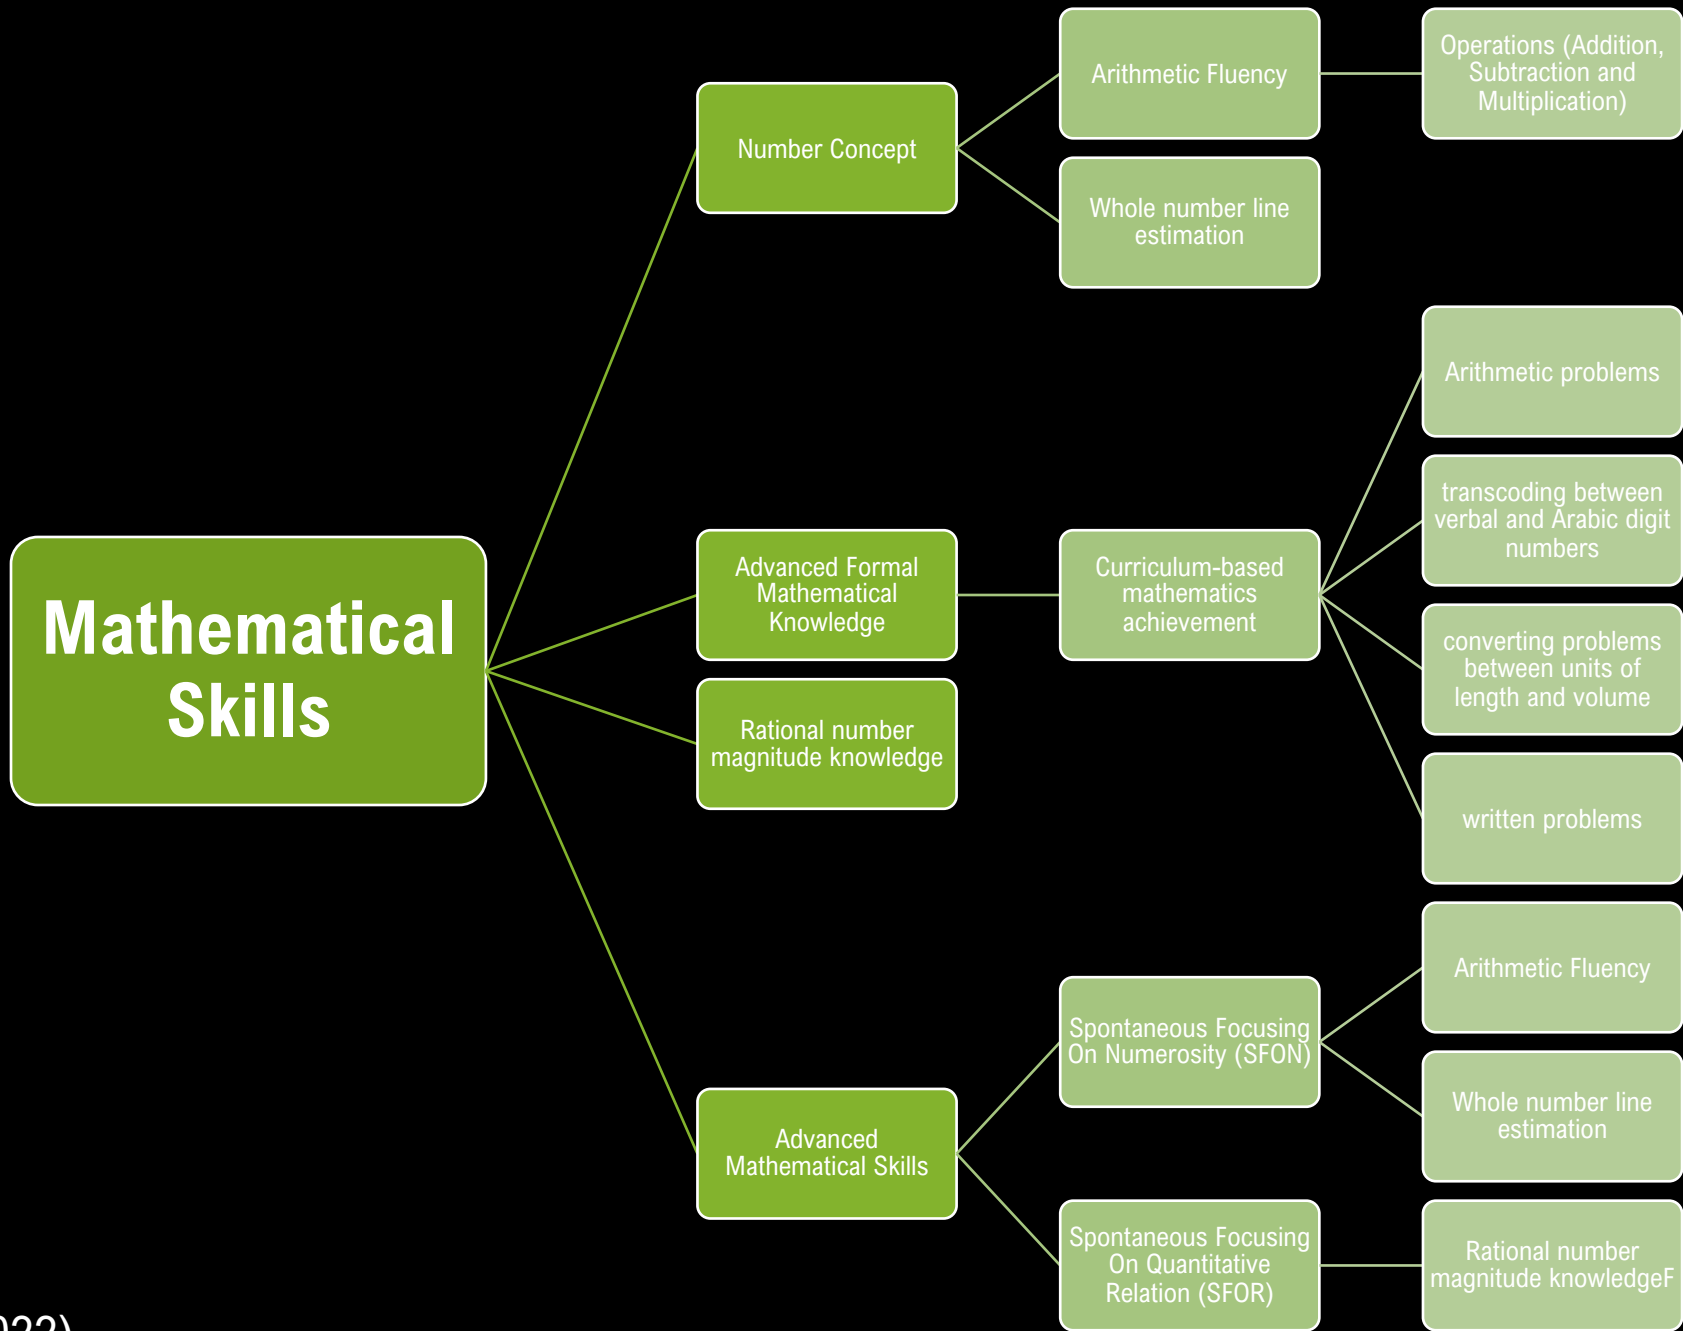 Mathematical
Skills
Number Concept
Arithmetic Fluency
Operations (Addition,
Subtraction and
Multiplication)
Whole number line
estimation
Advanced Formal
Mathematical
Knowledge
Curriculum-based
mathematics
achievement
Arithmetic problems
transcoding between
verbal and Arabic digit
numbers
converting problems
between units of
length and volume
written problems
Rational number
magnitude knowledge
Advanced
Mathematical Skills
Spontaneous Focusing
On Numerosity (SFON)
Arithmetic Fluency
Whole number line
estimation
Spontaneous Focusing
On Quantitative
Relation (SFOR)
Rational number
magnitude knowledgeF